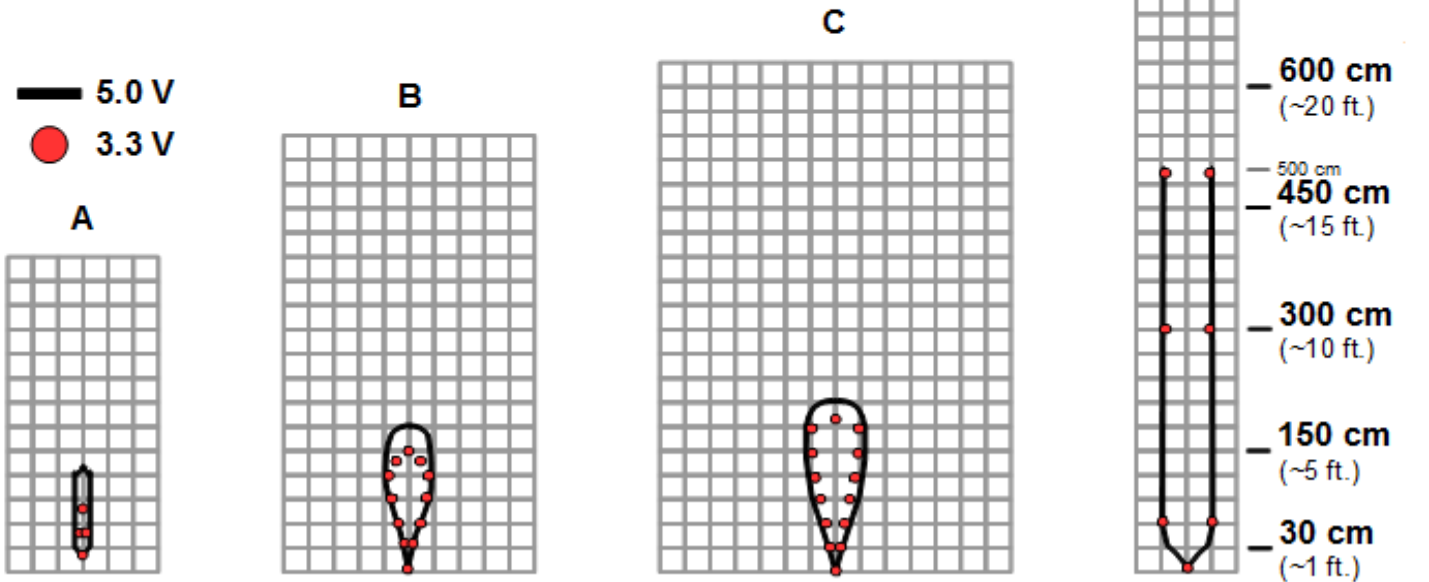 5.0 V
3.3 V
A
B
C
600 cm
(~20 ft.)
500 cm
450 cm
(~15 ft.)
300 cm
(~10 ft.)
150 cm
(~5 ft.)
30 cm
(~1 ft.)